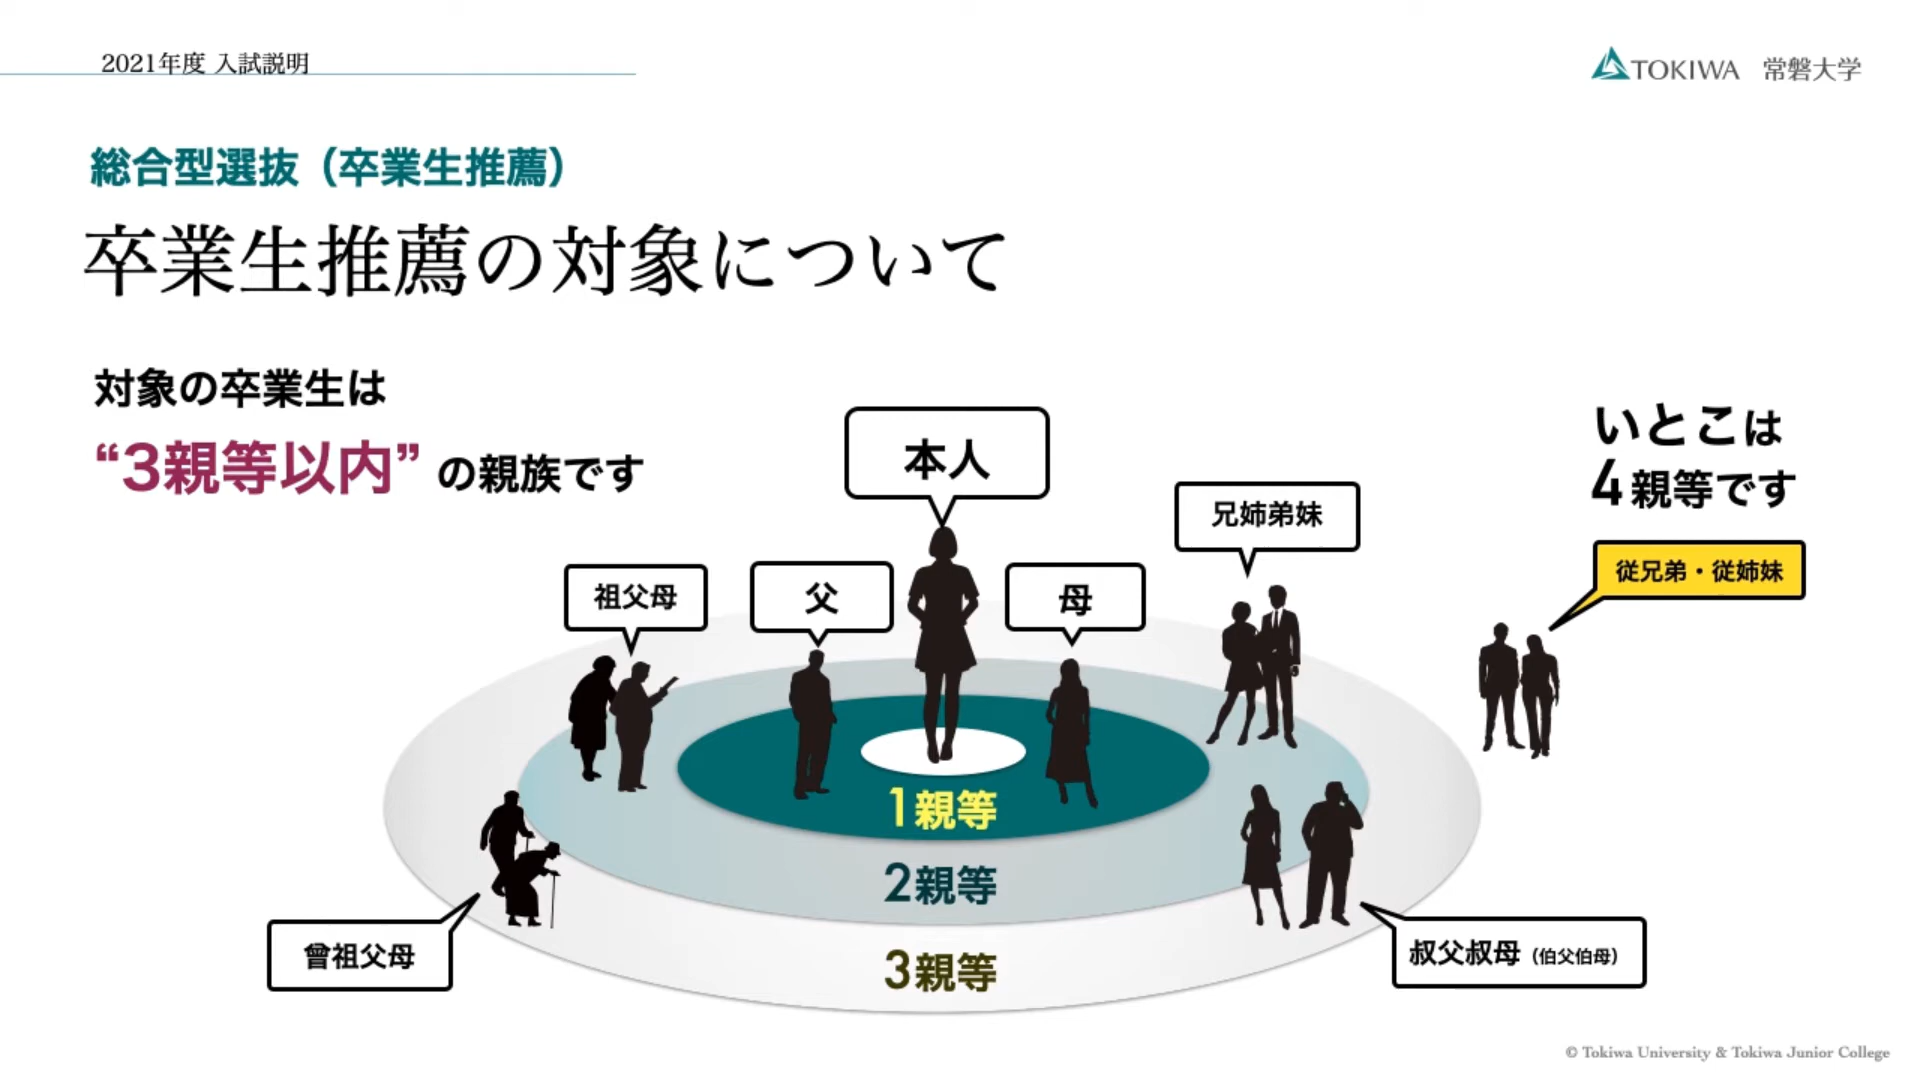 2021年度 入試説明
TOKIWA 常磐大学
総合型選抜（卒業生推薦）
卒業生推薦の対象について
対象の卒業生は
“3親等以内”の親族です
いとこは
4親等です
本人
兄姉弟妹
従兄弟・従姉妹
祖父母
父
母
1親等
2親等
3親等
曾祖父母
叔父叔母（伯父伯母）
© Tokiwa University & Tokiwa Junior College